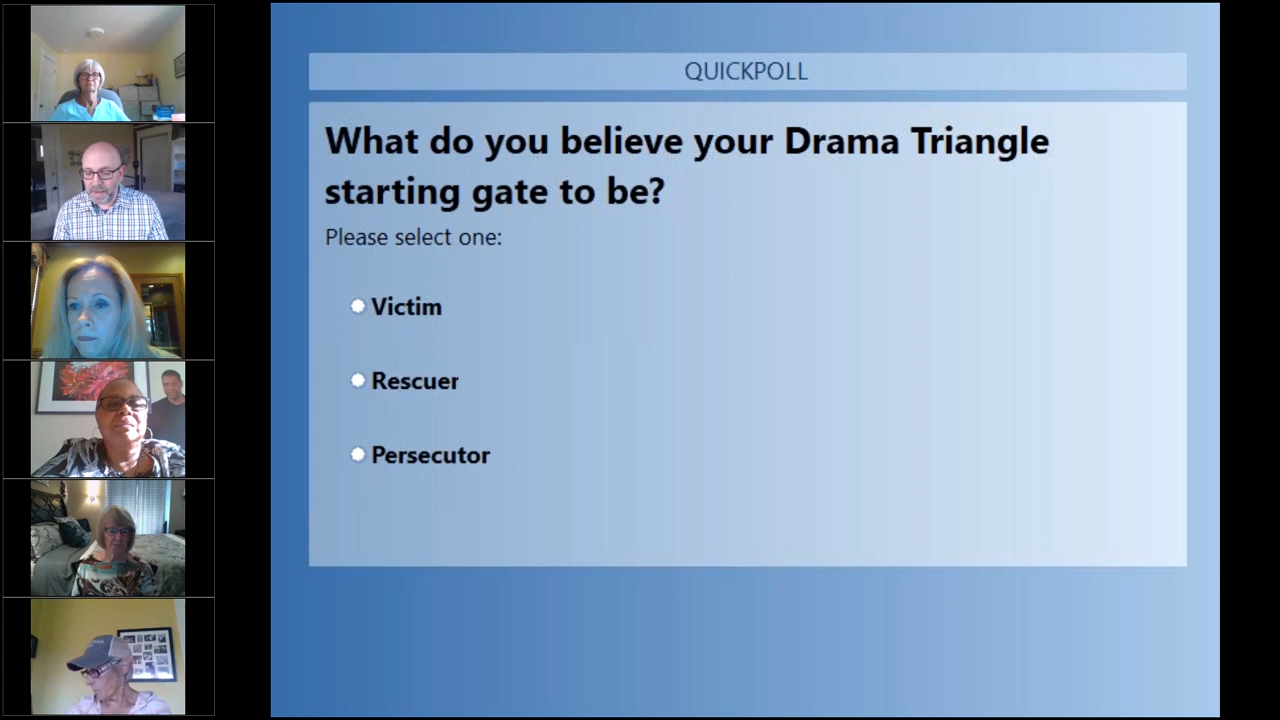 QUICKPOLL
What do you believe your Drama Triangle
starting gate to be?
Please select one:
Victim
Rescuer
Persecutor